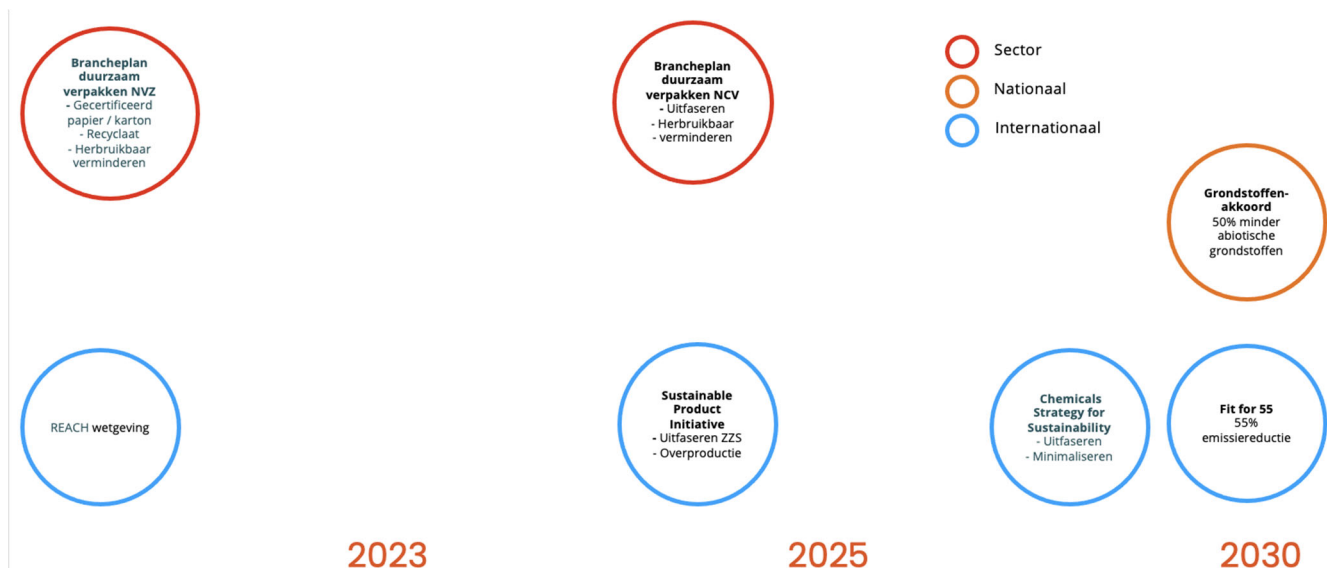 Brancheplan
duurzaam
verpakken NVZ
- Gecertificeerd
papier / karton
- Recyclaat
- Herbruikbaar
verminderen
Brancheplan
duurzaam
verpakken NCV
- Uitfaseren
- Herbruikbaar
- verminderen
Sector
Nationaal
Internationaal
Grondstoffen-
akkoord
50% minder
abiotische
grondstoffen
REACH wetgeving
Sustainable
Product
Initiative
- Uitfaseren ZZS
- Overproductie
Chemicals
Strategy for
Sustainability
- Uitfaseren
- Minimaliseren
Fit for 55
55%
emissiereductie
2023
2025
2030